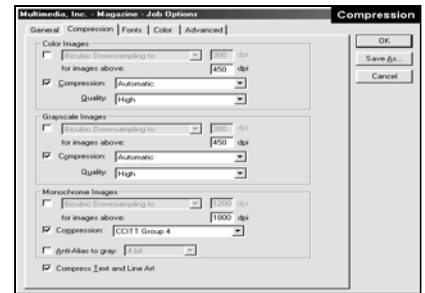 Multimedia, Inc. - Magazine - Job Options
Compression
General Compression Fonts Color Advanced
OK
Save As...
Cancel
Color Images
Bicubic Downsampling to 300 dpi
for images above: 450 dpi
Compression: Automatic
Quality: High
Grayscale Images
Bicubic Downsampling to 300 dpi
for images above: 450 dpi
Compression: Automatic
Quality: High
Monochrome Images
Bicubic Downsampling to 1200 dpi
for images above: 1800 dpi
Compression: CCITT Group 4
Anti-Alias to gray: 4 bit
Compress Text and Line Art